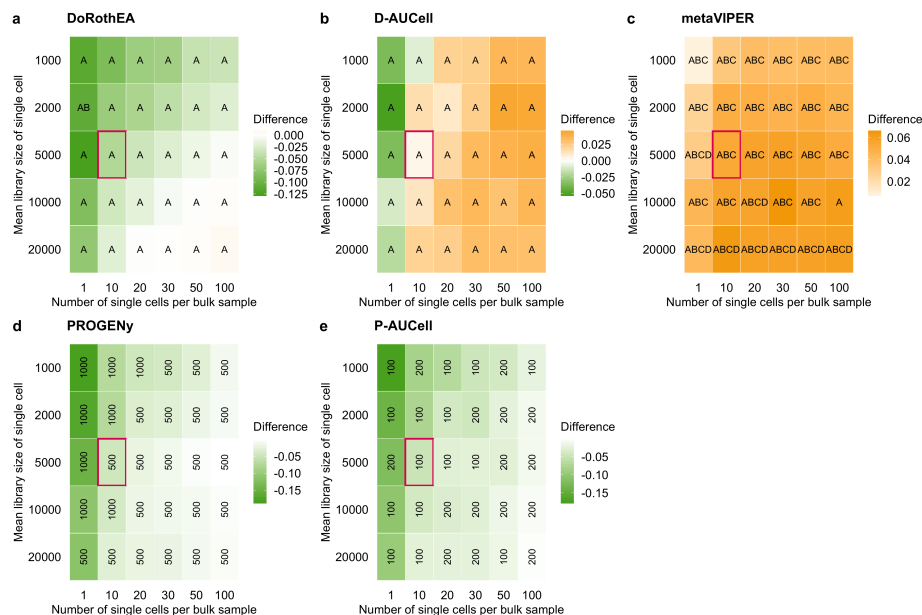 a DoRothEA
Mean library size of single cell
1000 A A A A A A
2000 AB A A A A A
5000 A A A A A A
10000 A A A A A A
20000 A A A A A A
1 10 20 30 50 100
Number of single cells per bulk sample
Difference
0.000
-0.025
-0.050
-0.075
-0.100
-0.125
b D-AUCell
Mean library size of single cell
1000 A A A A A A
2000 A A A A A A
5000 A A A A A A
10000 A A A A A A
20000 A A A A A A
1 10 20 30 50 100
Number of single cells per bulk sample
Difference
0.025
0.000
-0.025
-0.050
c metaVIPER
Mean library size of single cell
1000 ABC ABC ABC ABC ABC ABC
2000 ABC ABC ABC ABC ABC ABC
5000 ABCD ABC ABC ABC ABC ABC
10000 ABC ABC ABCD ABC ABC A
20000 ABCD ABCD ABCD ABCD ABCD ABCD
1 10 20 30 50 100
Number of single cells per bulk sample
Difference
0.06
0.04
0.02
d PROGENy
Mean library size of single cell
1000 1000 1000 1000 500 500 500
2000 1000 1000 500 500 500 500
5000 1000 500 500 500 500 500
10000 1000 1000 500 500 500 500
20000 500 500 500 500 500 500
1 10 20 30 50 100
Number of single cells per bulk sample
Difference
-0.05
-0.10
-0.15
e P-AUCell
Mean library size of single cell
1000 100 200 100 100 200 100
2000 100 100 100 200 100 200
5000 200 100 100 100 200 200
10000 100 100 100 100 100 200
20000 100 100 100 100 100 200
1 10 20 30 50 100
Number of single cells per bulk sample
Difference
-0.05
-0.10
-0.15